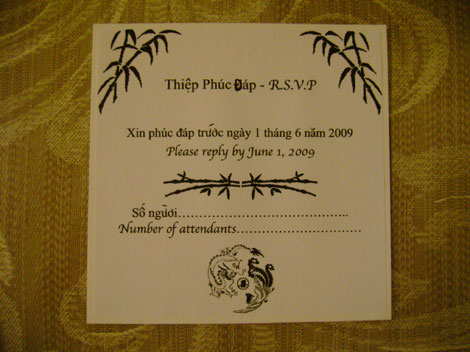 Thiệp Phúc Đáp - R.S.V.P
Xin phúc đáp trước ngày 1 tháng 6 năm 2009
Please reply by June 1, 2009
Số người.........................................
Number of attendants..............................